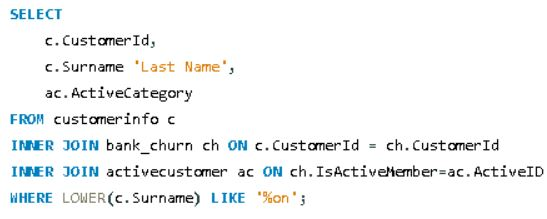 SELECT
c.CustomerId,
c.Surname 'Last Name',
ac.ActiveCategory
FROM customerinfo c
INNER JOIN bank_churn ch ON c.CustomerId = ch.CustomerId
INNER JOIN activecustomer ac ON ch.IsActiveMember=ac.ActiveID
WHERE LOWER(c.Surname) LIKE '%on';